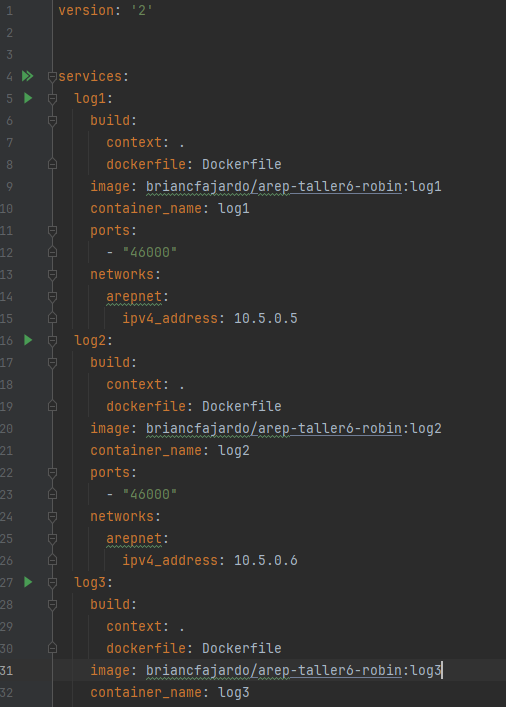 1 version: '2'
2
3
4 services:
5 log1:
6 build:
7 context: .
8 dockerfile: Dockerfile
9 image: briancfajardo/arep-taller6-robin:log1
10 container_name: log1
11 ports:
12 - "46000"
13 networks:
14 arepnet:
15 ipv4_address: 10.5.0.5
16 log2:
17 build:
18 context: .
19 dockerfile: Dockerfile
20 image: briancfajardo/arep-taller6-robin:log2
21 container_name: log2
22 ports:
23 - "46000"
24 networks:
25 arepnet:
26 ipv4_address: 10.5.0.6
27 log3:
28 build:
29 context: .
30 dockerfile: Dockerfile
31 image: briancfajardo/arep-taller6-robin:log3
32 container_name: log3